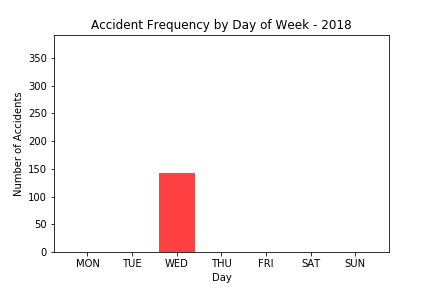 Accident Frequency by Day of Week - 2018
350
300
250
200
150
100
50
0
Number of Accidents
MON TUE WED THU FRI SAT SUN
Day